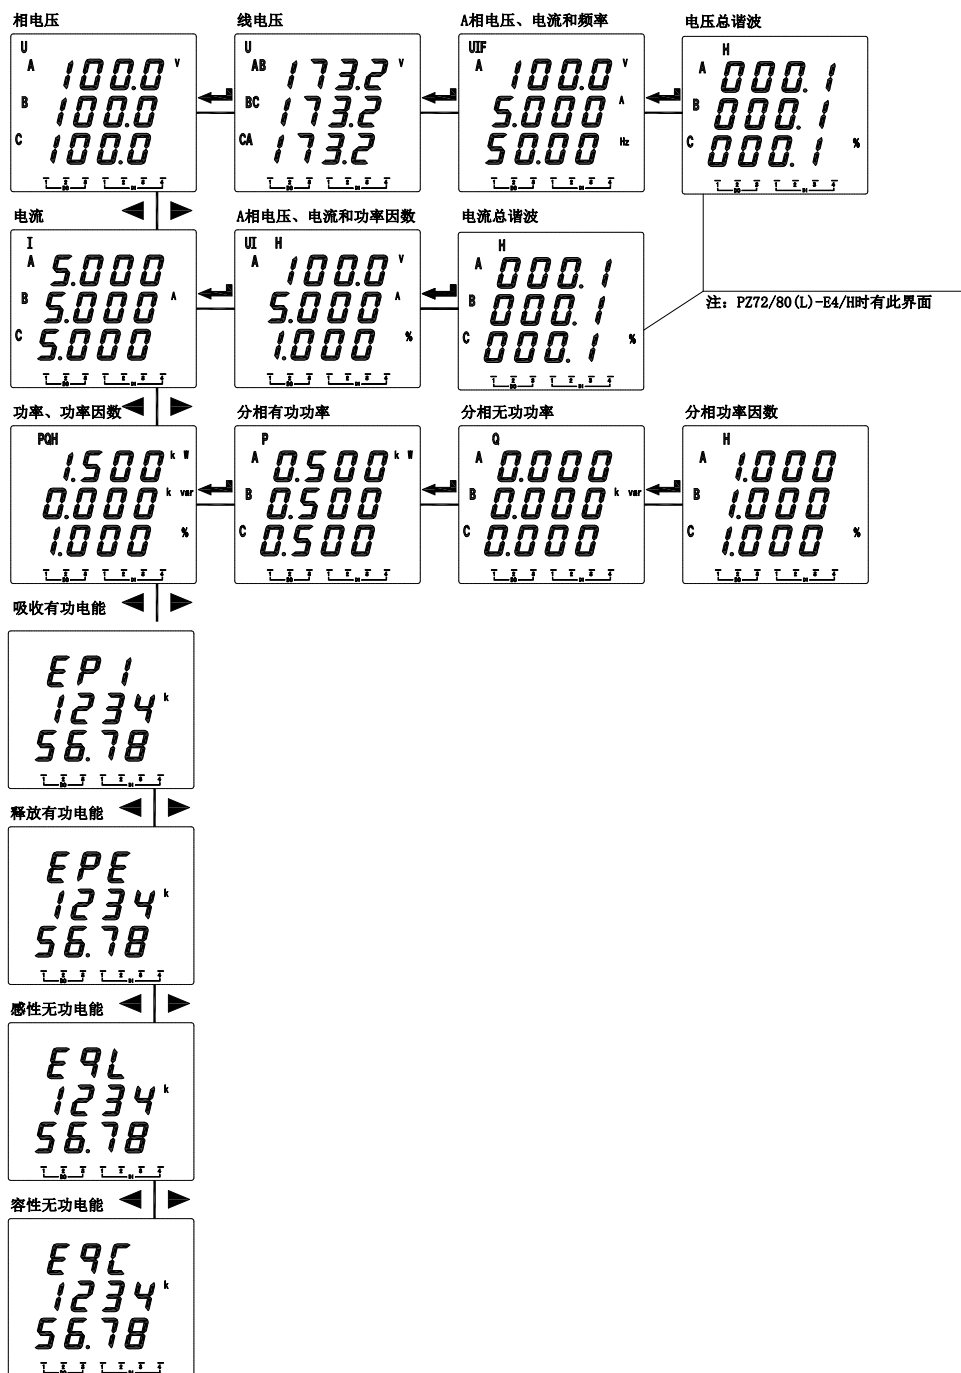 相电压
U
A 100.0 V
B 100.0
C 100.0
线电压
U
AB 173.2 V
BC 173.2
CA 173.2
A相电压、电流和频率
UIF
A 100.0 V
5.000 A
50.00 Hz
电压总谐波
H
A 000.1
B 000.1
C 000.1 %
电流
I
A 5.000
B 5.000 A
C 5.000
A相电压、电流和功率因数
UI H
A 100.0 V
5.000 A
1.000 %
电流总谐波
H
A 000.1
B 000.1
C 000.1 %
注: PZ72/80(L)-E4/H时有此界面
功率、功率因数
PQH
1.500 k W
0.000 k var
1.000 %
分相有功功率
P
A 0.500 k W
B 0.500
C 0.500
分相无功功率
Q
A 0.000
B 0.000 k var
C 0.000
分相功率因数
H
A 1.000
B 1.000
C 1.000 %
吸收有功电能
EPI
1234 k
56.78
释放有功电能
EPE
1234 k
56.78
感性无功电能
EqL
1234 k
56.78
容性无功电能
EqC
1234 k
56.78